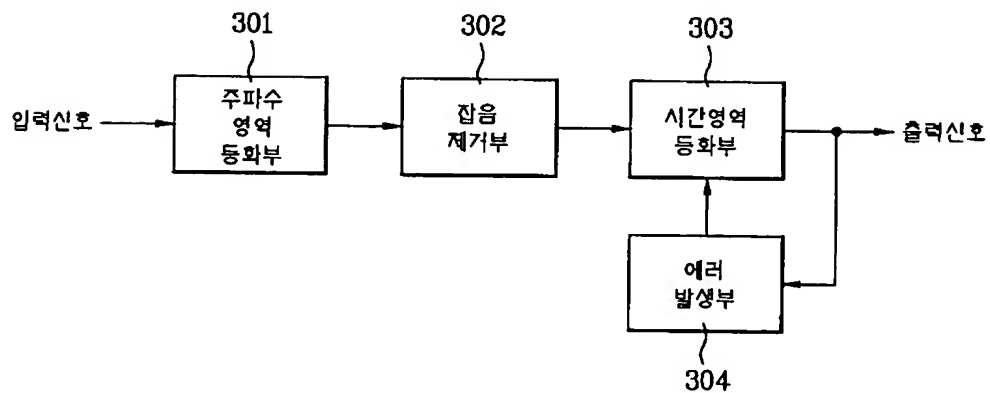 301
302
303
입력신호
주파수
영역
등화부
잡음
제거부
시간영역
등화부
출력신호
에러
발생부
304